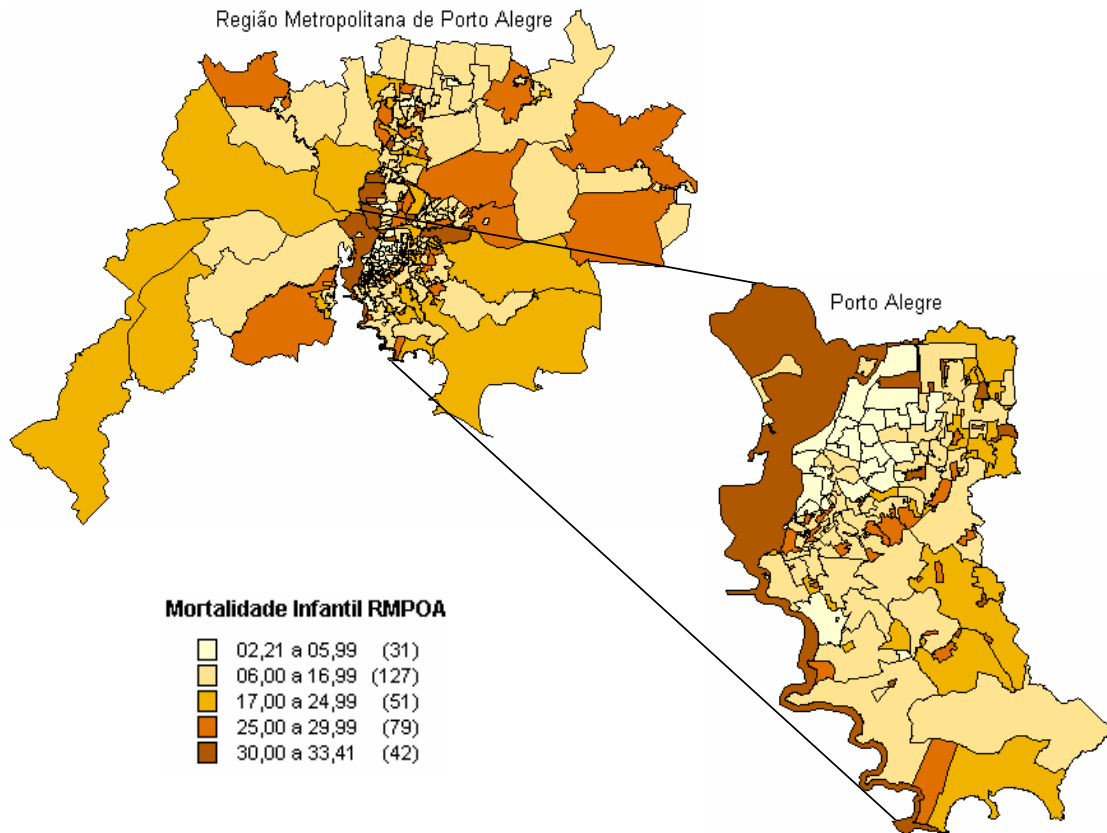 Região Metropolitana de Porto Alegre
Porto Alegre
Mortalidade Infantil RMPOA
02,21 a 05,99 (31)
06,00 a 16,99 (127)
17,00 a 24,99 (51)
25,00 a 29,99 (79)
30,00 a 33,41 (42)